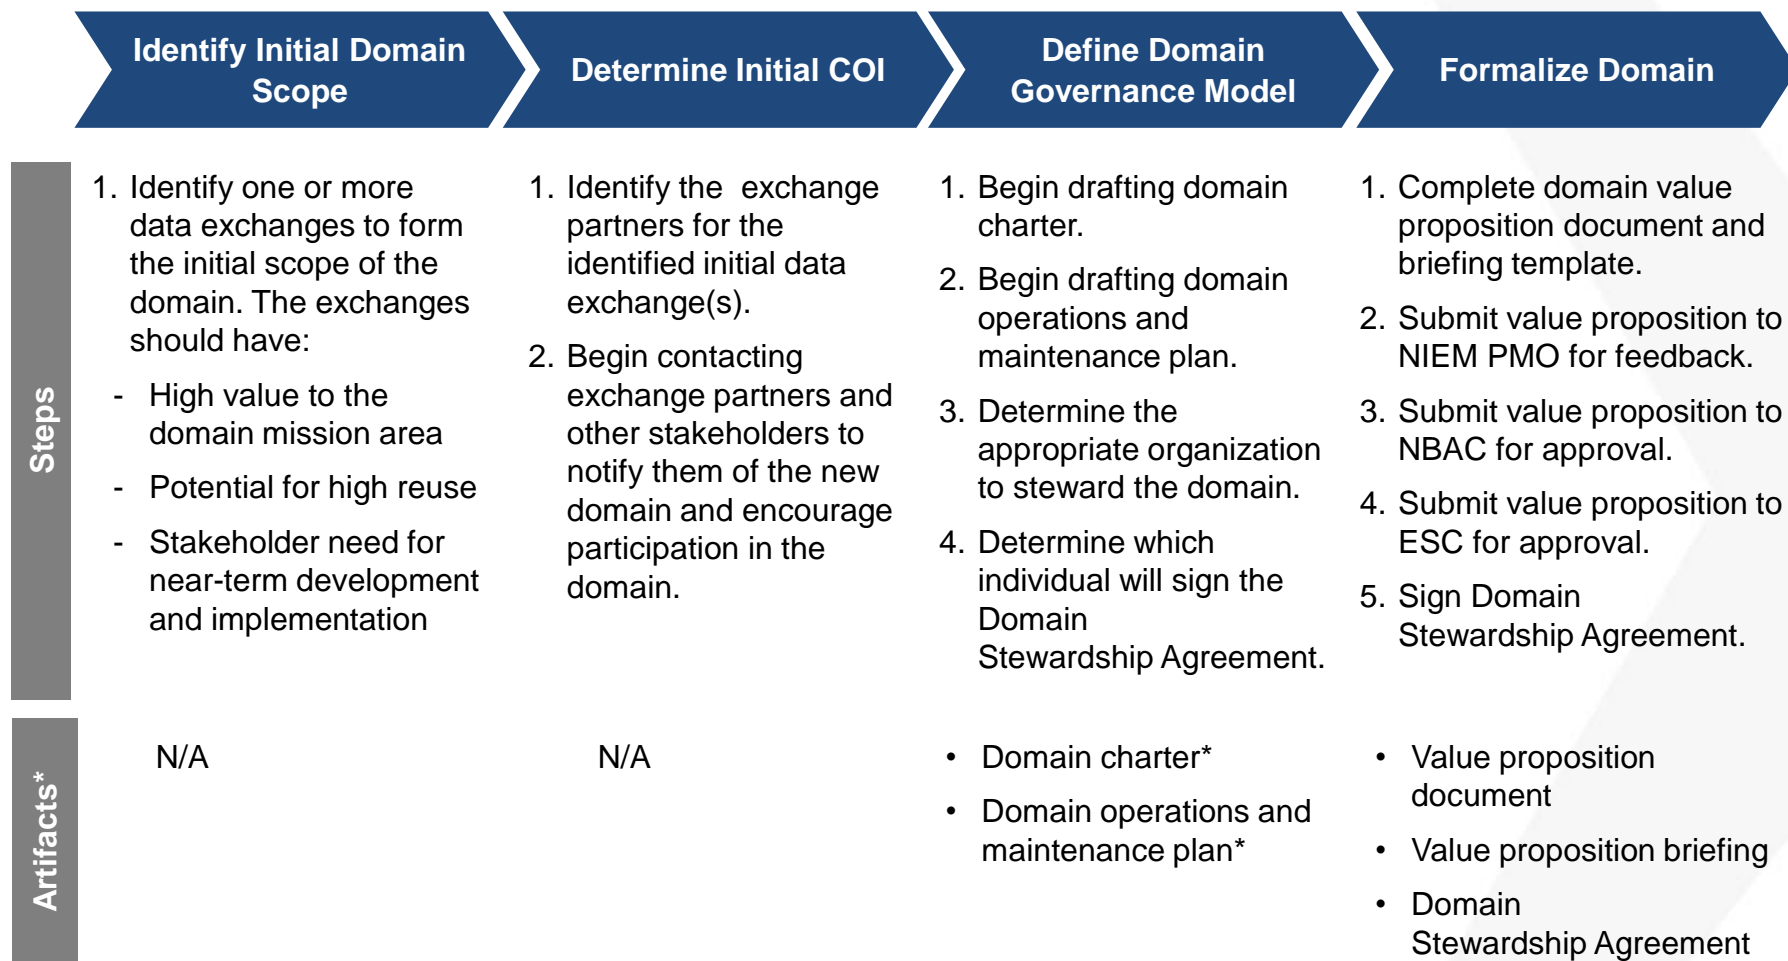 Identify Initial Domain
Scope
Determine Initial COI
Define Domain
Governance Model
Formalize Domain
Steps
1. Identify one or more
data exchanges to form
the initial scope of the
domain. The exchanges
should have:
- High value to the
domain mission area
- Potential for high reuse
- Stakeholder need for
near-term development
and implementation
1. Identify the  exchange
partners for the
identified initial data
exchange(s).
2. Begin contacting
exchange partners and
other stakeholders to
notify them of the new
domain and encourage
participation in the
domain.
1. Begin drafting domain
charter.
2. Begin drafting domain
operations and
maintenance plan.
3. Determine the
appropriate organization
to steward the domain.
4. Determine which
individual will sign the
Domain
Stewardship Agreement.
1. Complete domain value
proposition document and
briefing template.
2. Submit value proposition to
NIEM PMO for feedback.
3. Submit value proposition to
NBAC for approval.
4. Submit value proposition to
ESC for approval.
5. Sign Domain
Stewardship Agreement.
Artifacts*
N/A
N/A
• Domain charter*
• Domain operations and
maintenance plan*
• Value proposition
document
• Value proposition briefing
• Domain
Stewardship Agreement